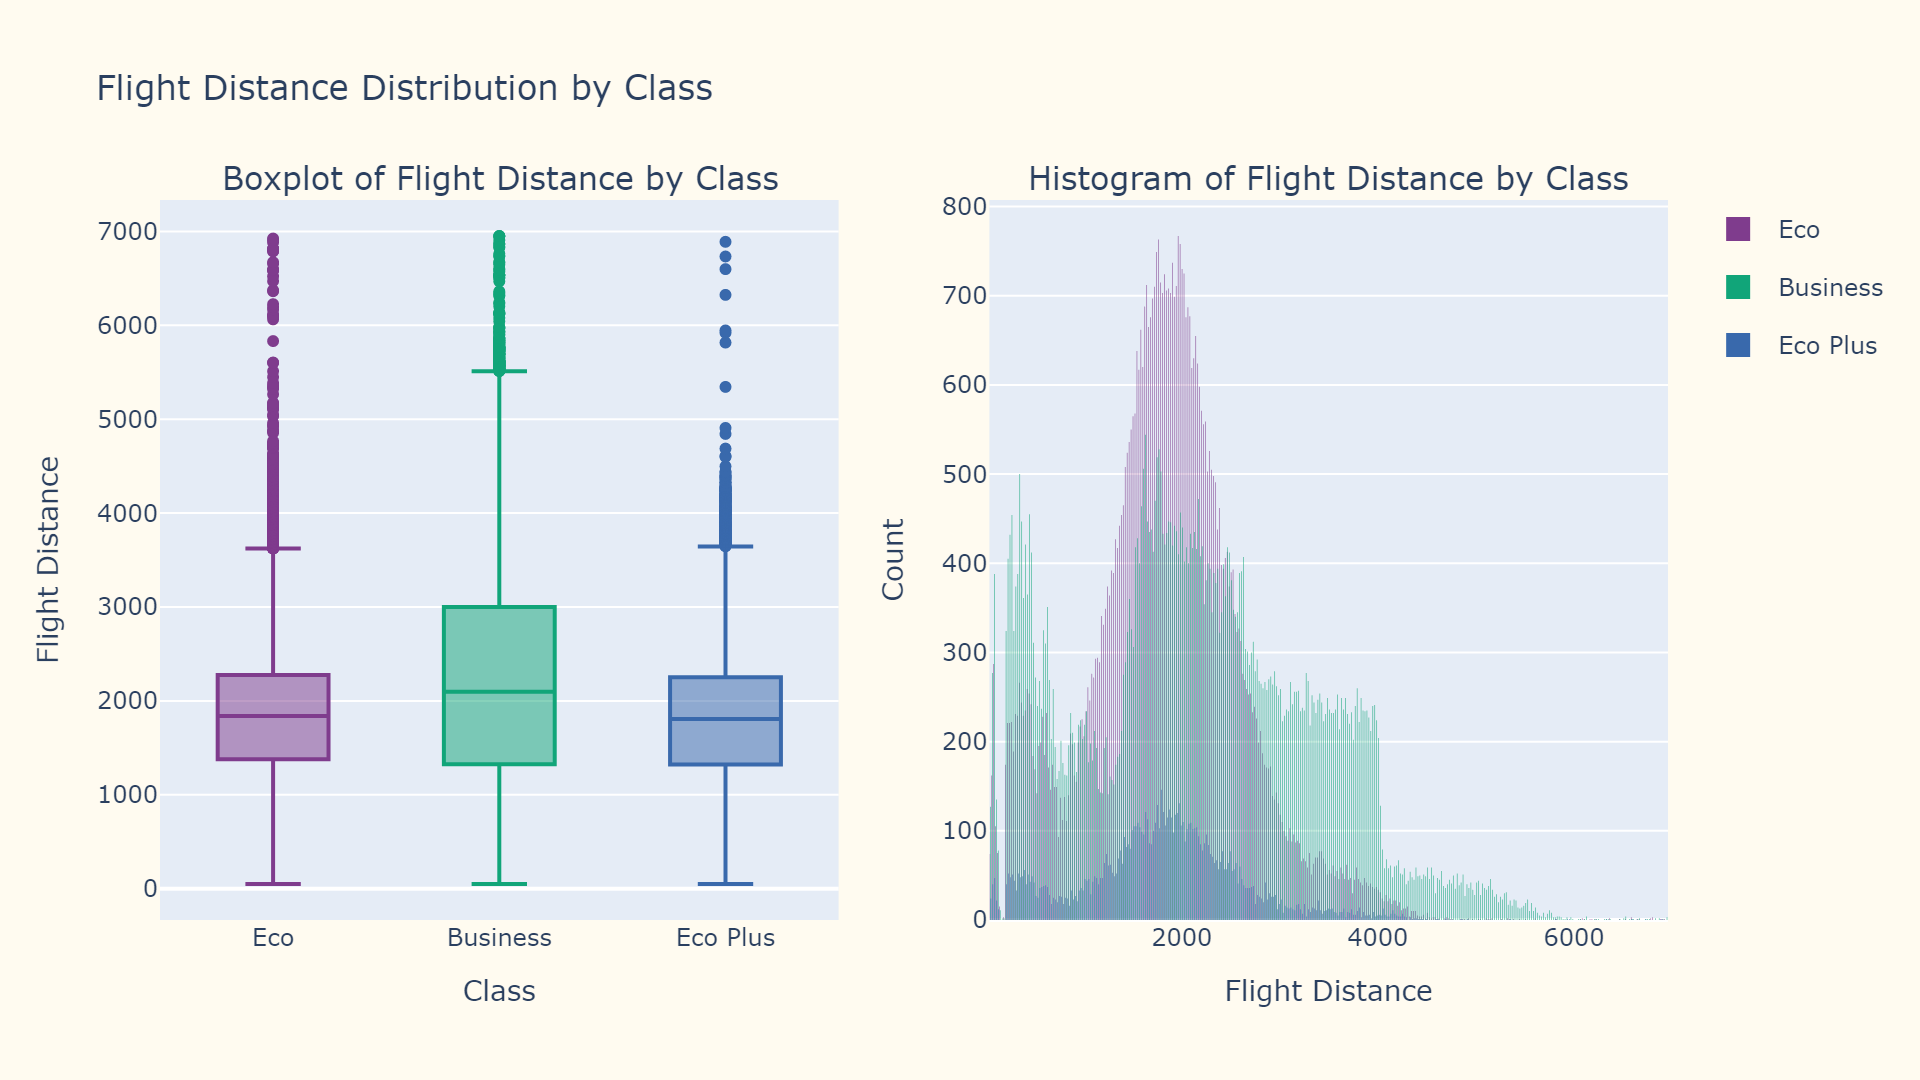 Flight Distance Distribution by Class
Boxplot of Flight Distance by Class
7000
6000
5000
4000
3000
2000
1000
0
Flight Distance
Eco
Business
Eco Plus
Class
Histogram of Flight Distance by Class
800
700
600
500
400
300
200
100
0
Count
2000
4000
6000
Flight Distance
Eco
Business
Eco Plus